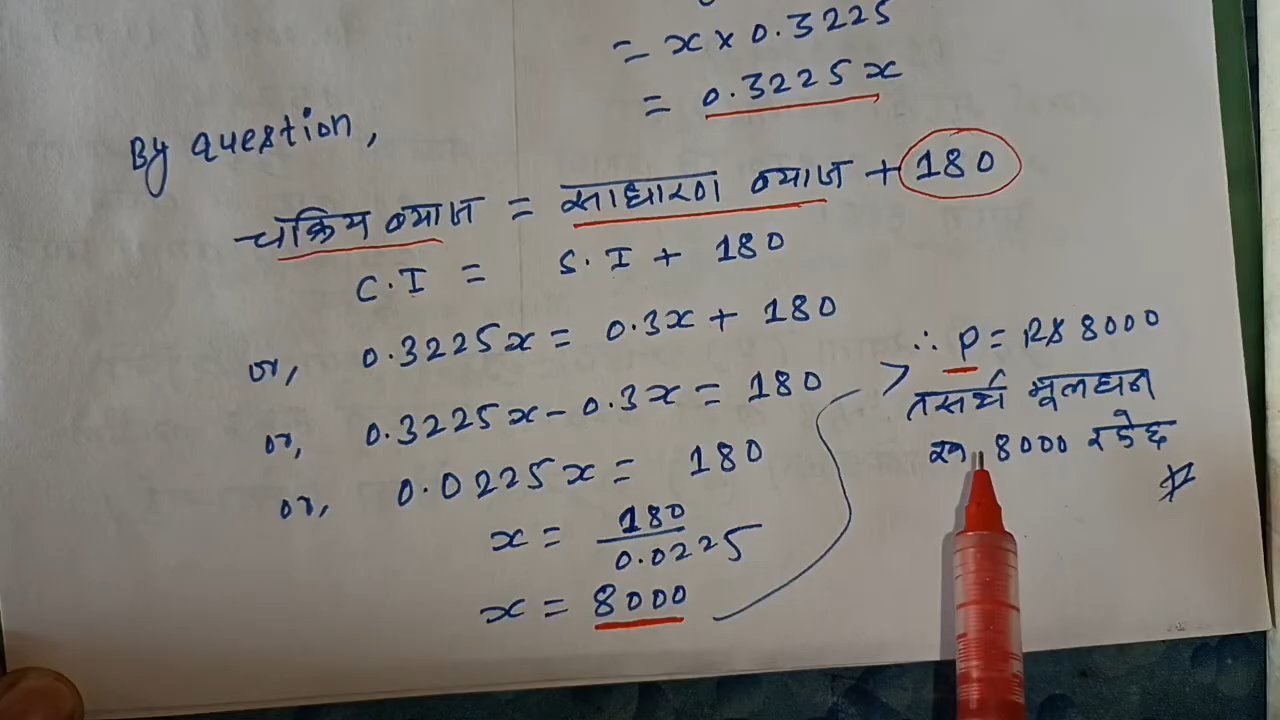 = x × 0.3225
= 0.3225x
By question,
चक्रिय ब्याज = साधारण ब्याज + 180
C.I = S.I + 180
or, 0.3225x = 0.3x + 180
or, 0.3225x - 0.3x = 180
or, 0.0225x = 180
x = 180/0.0225
x = 8000
∴ P = RS 8000
तसर्थ मूलधन
रू 8000 रहेछ